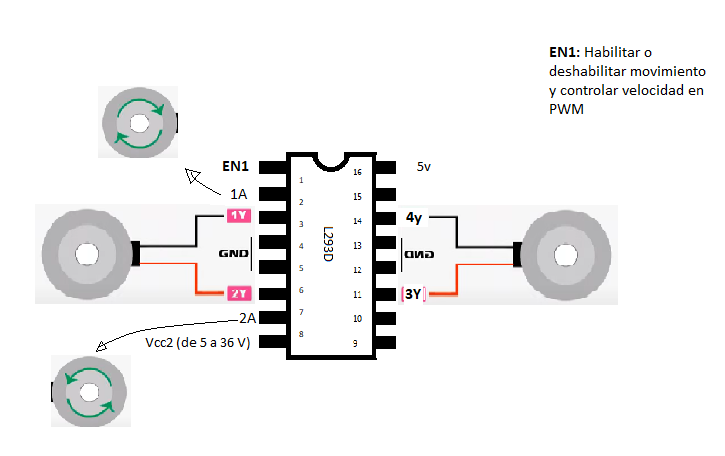 EN1: Habilitar o
deshabilitar movimiento
y controlar velocidad en
PWM
EN1
1
16
5v
1A
2
15
1Y
3
14
4y
GND
4
13
GND
5
12
L293D
2Y
6
11
3Y
2A
7
10
Vcc2 (de 5 a 36 V)
8
9